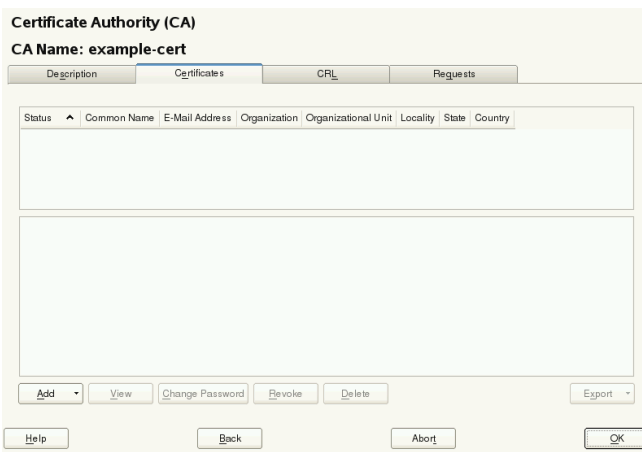 Certificate Authority (CA)
CA Name: example-cert
Description Certificates CRL Requests
Status Common Name E-Mail Address Organization Organizational Unit Locality State Country
Add View Change Password Revoke Delete Export
Help Back Abort OK